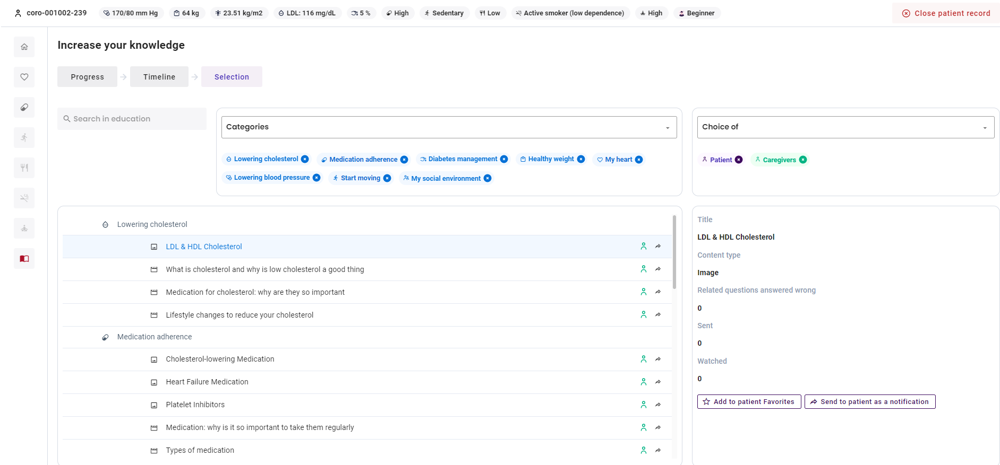 coro-001002-239 170/80 mm Hg 64 kg 23.51 kg/m2 LDL: 116 mg/dL 5 % High Sedentary Low Active smoker (low dependence) High Beginner Close patient record
Increase your knowledge
Progress Timeline Selection
Search in education
Categories
Lowering cholesterol Medication adherence Diabetes management Healthy weight My heart
Lowering blood pressure Start moving My social environment
Choice of
Patient Caregivers
Lowering cholesterol
LDL & HDL Cholesterol
What is cholesterol and why is low cholesterol a good thing
Medication for cholesterol: why are they so important
Lifestyle changes to reduce your cholesterol
Medication adherence
Cholesterol-lowering Medication
Heart Failure Medication
Platelet Inhibitors
Medication: why is it so important to take them regularly
Types of medication
Title
LDL & HDL Cholesterol
Content type
Image
Related questions answered wrong
0
Sent
0
Watched
0
Add to patient Favorites Send to patient as a notification